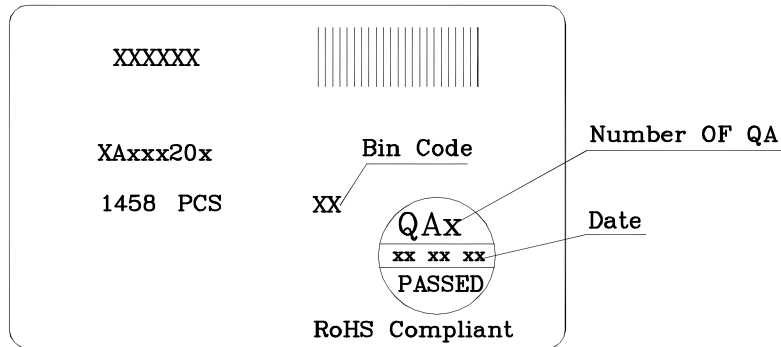 XXXXXX
XAxxx20x
Bin Code
Number OF QA
1458 PCS
XX
QAx
Date
xx xx xx
PASSED
RoHS Compliant